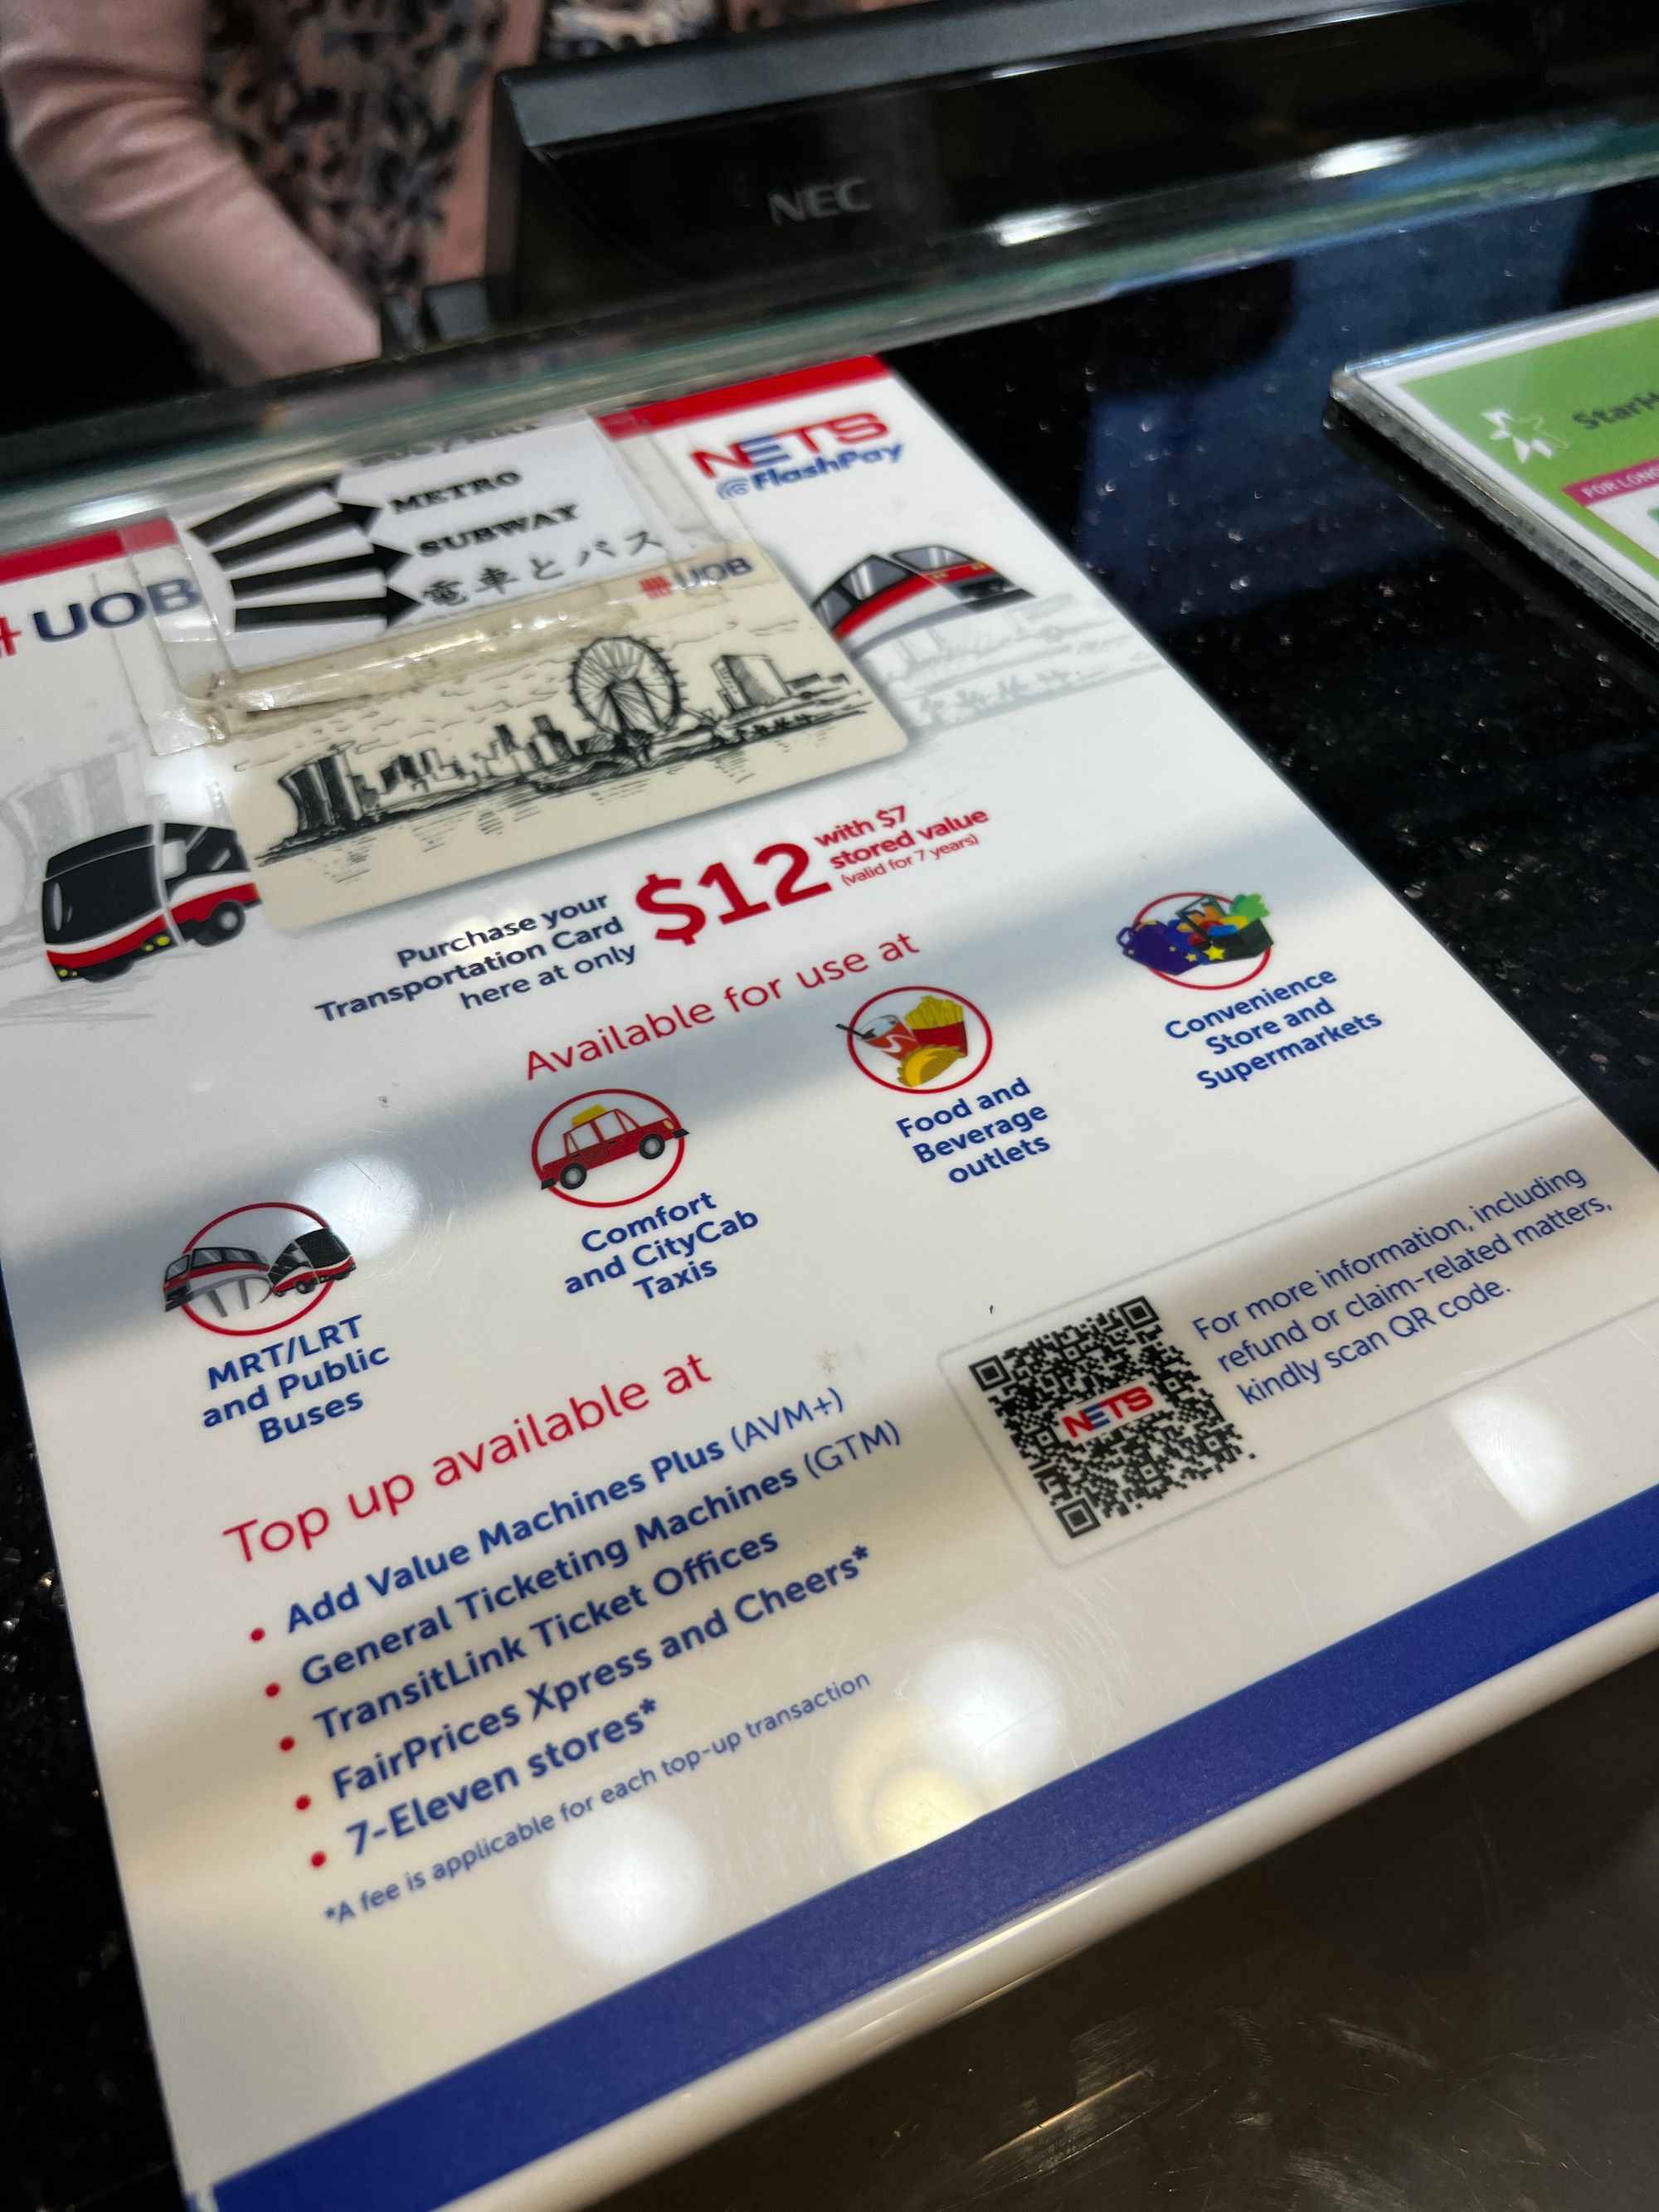 NEC
METRO
SUBWAY
電車とバス
UOB
NETS
FlashPay
UOB
StarH
FOR LONG
Purchase your
Transportation Card
here at only
$12
with $7
stored value
(valid for 7 years)
Available for use at
MRT/LRT
and Public
Buses
Comfort
and CityCab
Taxis
Food and
Beverage
outlets
Convenience
Store and
Supermarkets
Top up available at
• Add Value Machines Plus (AVM+)
• General Ticketing Machines (GTM)
• TransitLink Ticket Offices
• FairPrices Xpress and Cheers*
• 7-Eleven stores*
*A fee is applicable for each top-up transaction
NETS
For more information, including
refund or claim-related matters,
kindly scan QR code.